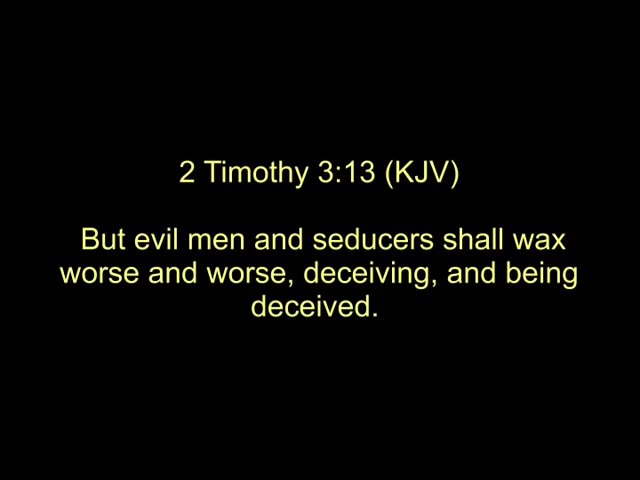 2 Timothy 3:13 (KJV)
But evil men and seducers shall wax
worse and worse, deceiving, and being
deceived.